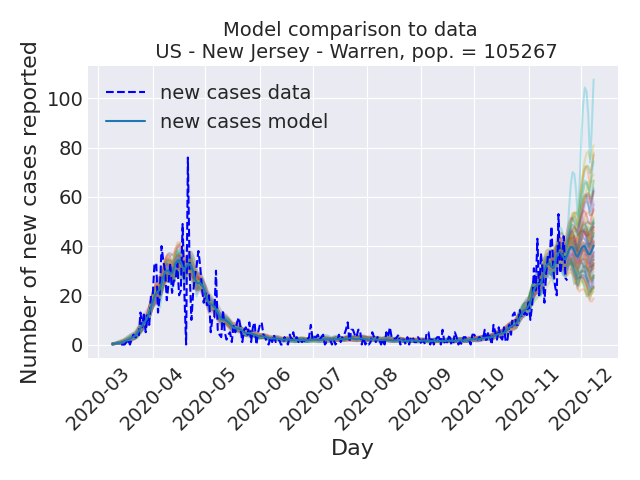 Model comparison to data
US - New Jersey - Warren, pop. = 105267
Number of new cases reported
100
80
60
40
20
0
new cases data
new cases model
2020-03
2020-04
2020-05
2020-06
2020-07
2020-08
2020-09
2020-10
2020-11
2020-12
Day